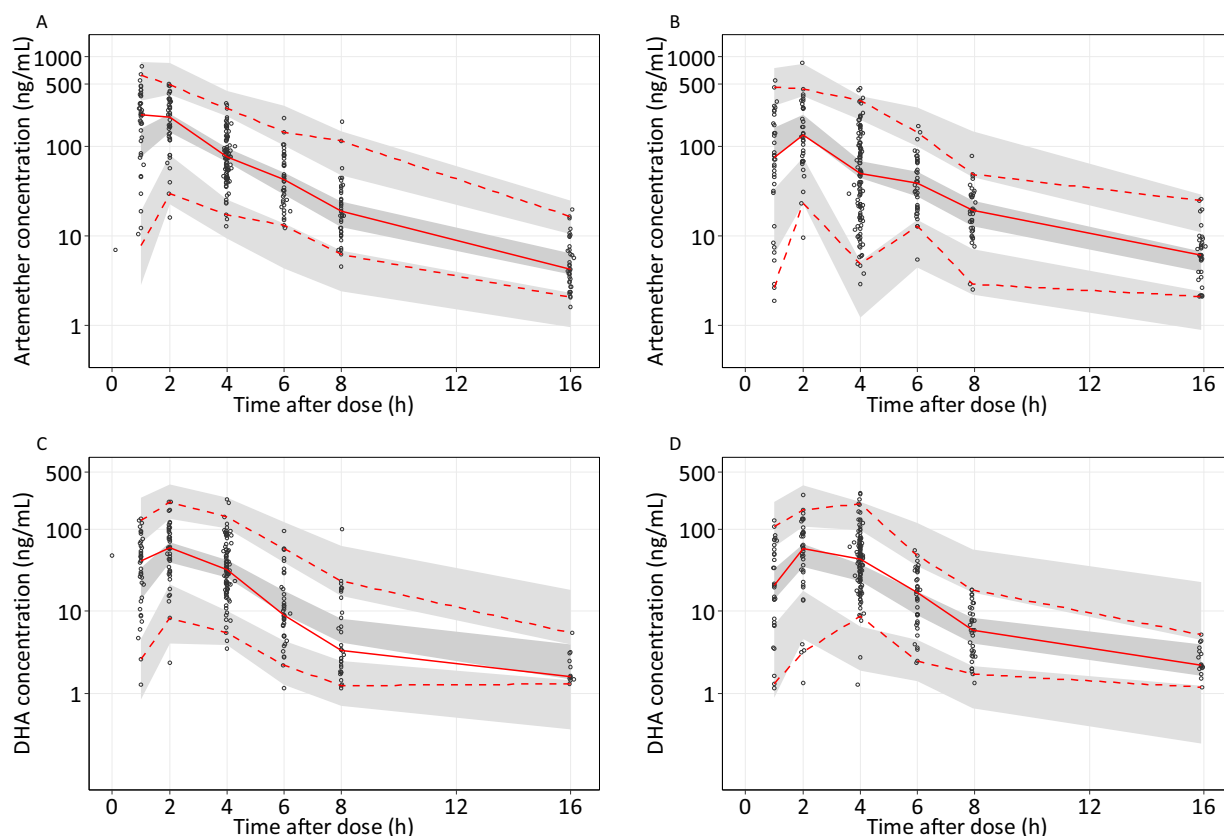 A
Artemether concentration (ng/mL)
1000
500
100
10
1
0 2 4 6 8 12 16
Time after dose (h)
B
Artemether concentration (ng/mL)
1000
500
100
10
1
0 2 4 6 8 12 16
Time after dose (h)
C
DHA concentration (ng/mL)
500
100
10
1
0 2 4 6 8 12 16
Time after dose (h)
D
DHA concentration (ng/mL)
500
100
10
1
0 2 4 6 8 12 16
Time after dose (h)